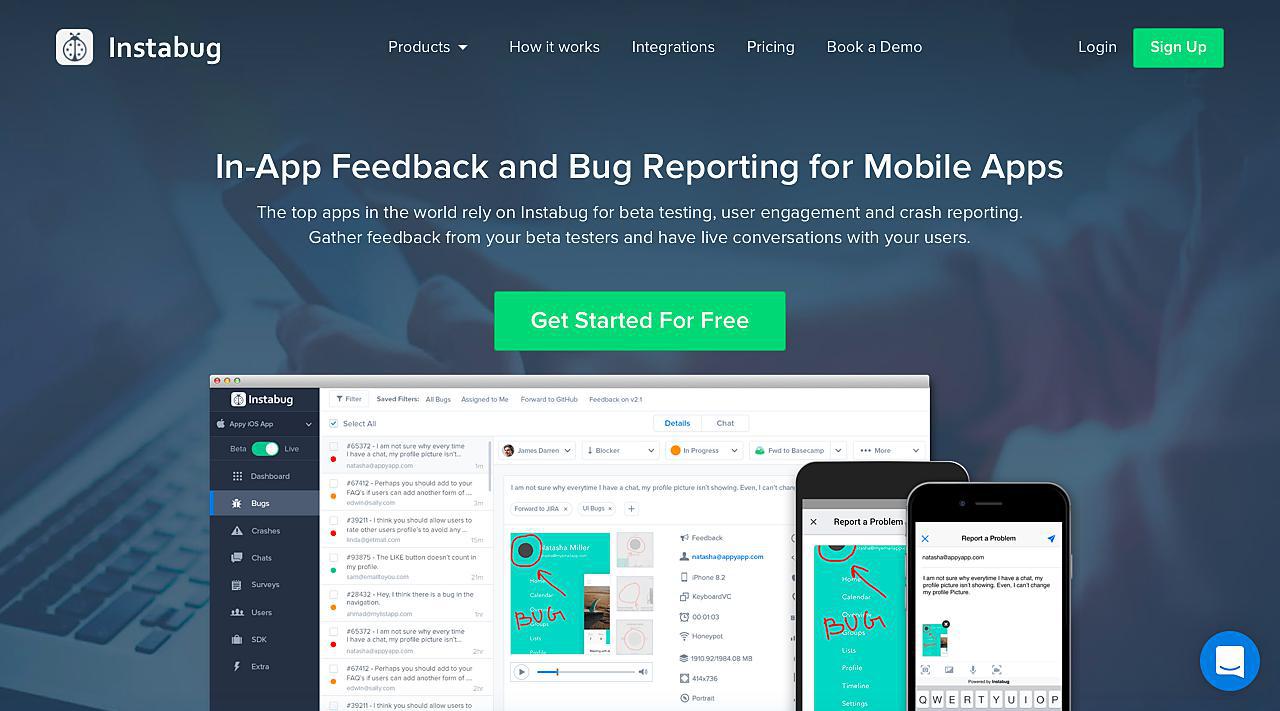 Instabug
Products
How it works
Integrations
Pricing
Book a Demo
Login
Sign Up
In-App Feedback and Bug Reporting for Mobile Apps
The top apps in the world rely on Instabug for beta testing, user engagement and crash reporting.
Gather feedback from your beta testers and have live conversations with your users.
Get Started For Free
Instabug
Appy iOS App
Beta
Live
Dashboard
Bugs
Crashes
Chats
Surveys
Users
SDK
Extra
Filter
Saved Filters:
All Bugs
Assigned to Me
Forward to GitHub
Feedback on v2.1
Select All
Details
Chat
#65372 - I am not sure why every time
I have a chat, my profile picture isn't...
natasha@appyapp.com
1m
#67412 - Perhaps you should add to your
FAQ's if users can add another form of ...
edwin@sally.com
3m
#39211 - I think you should allow users to
rate other users profile's to avoid any ...
linda@getmail.com
15m
#93875 - The LIKE button doesn't count in
my profile.
sam@emailtoyou.com
21m
#28432 - Hey, I think there is a bug in the
navigation.
ahmad@mylistapp.com
1hr
#65372 - I am not sure why every time
I have a chat, my profile picture isn't...
natasha@appyapp.com
2hr
#67412 - Perhaps you should add to your
FAQ's if users can add another form of ...
edwin@sally.com
2hr
#39211 - I think you should allow users to
James Darren
Blocker
In Progress
Fwd to Basecamp
More
I am not sure why everytime I have a chat, my profile picture isn't showing. Even, I can't change
Forward to JIRA ×
UI Bugs ×
+
Natasha Miller
Home
Calendar
Groups
Lists
BUG
Feedback
natasha@appyapp.com
iPhone 8.2
KeyboardVC
00:01:03
Honeypot
1910.92/1984.08 MB
414x736
Portrait
Report a Problem
Home
Calendar
Overview
Groups
Lists
Profile
Timeline
Settings
BUG
Report a Problem
natasha@appyapp.com
I am not sure why everytime I have a chat, my
profile picture isn't showing. Even, I can't change
my profile Picture.
Powered by Instabug
Q W E R T Y U I O P